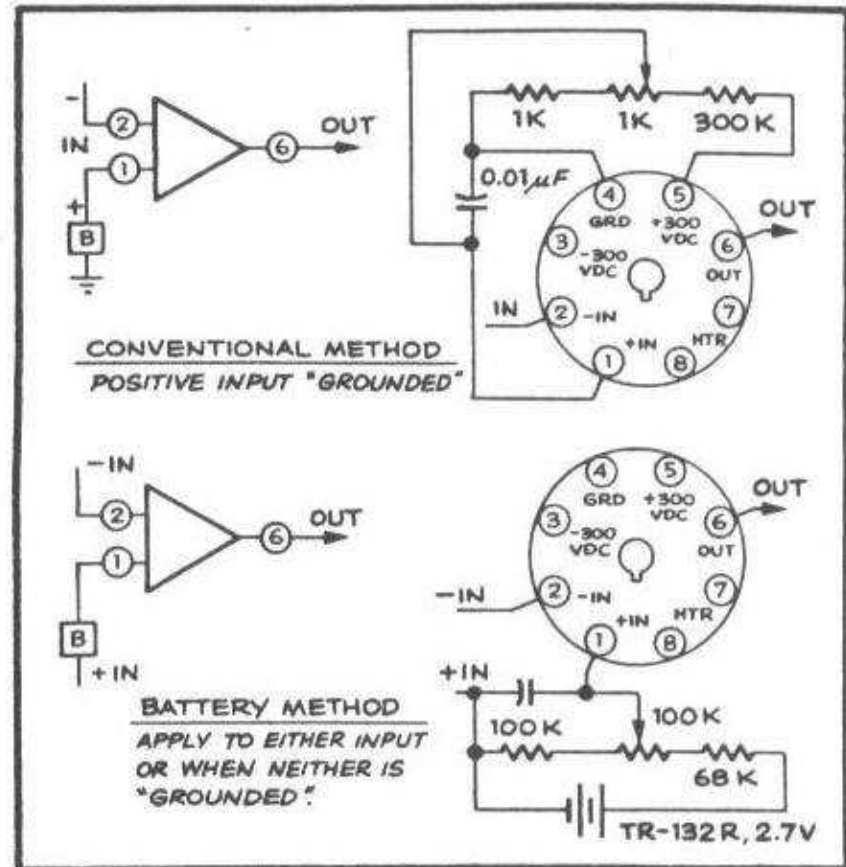 -
2
IN
1
+
B
6
OUT
1K
1K
300K
0.01µF
4
GRD
5
+300
VDC
OUT
3
-300
VDC
6
OUT
IN
2
-IN
7
HTR
+IN
1
8
CONVENTIONAL METHOD
POSITIVE INPUT "GROUNDED"
-IN
2
1
B
+IN
6
OUT
4
GRD
5
+300
VDC
OUT
3
-300
VDC
6
OUT
-IN
2
-IN
7
HTR
+IN
1
8
+IN
100K
100K
68K
TR-132R, 2.7V
BATTERY METHOD
APPLY TO EITHER INPUT
OR WHEN NEITHER IS
"GROUNDED".